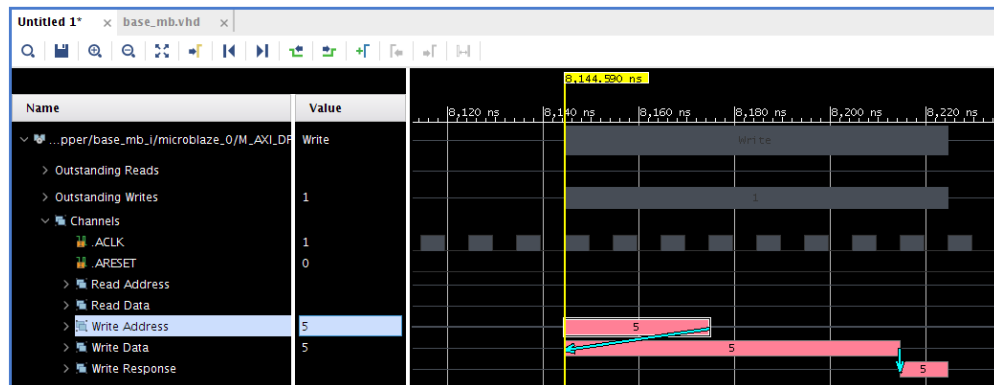 Untitled 1* × base_mb.vhd ×
8,144.590 ns
Name Value
8,120 ns 8,140 ns 8,160 ns 8,180 ns 8,200 ns 8,220 ns
...pper/base_mb_i/microblaze_0/M_AXI_DP Write Write
Outstanding Reads
Outstanding Writes 1 1
Channels
.ACLK 1
.ARESET 0
Read Address
Read Data
Write Address 5 5
Write Data 5 5
Write Response 5